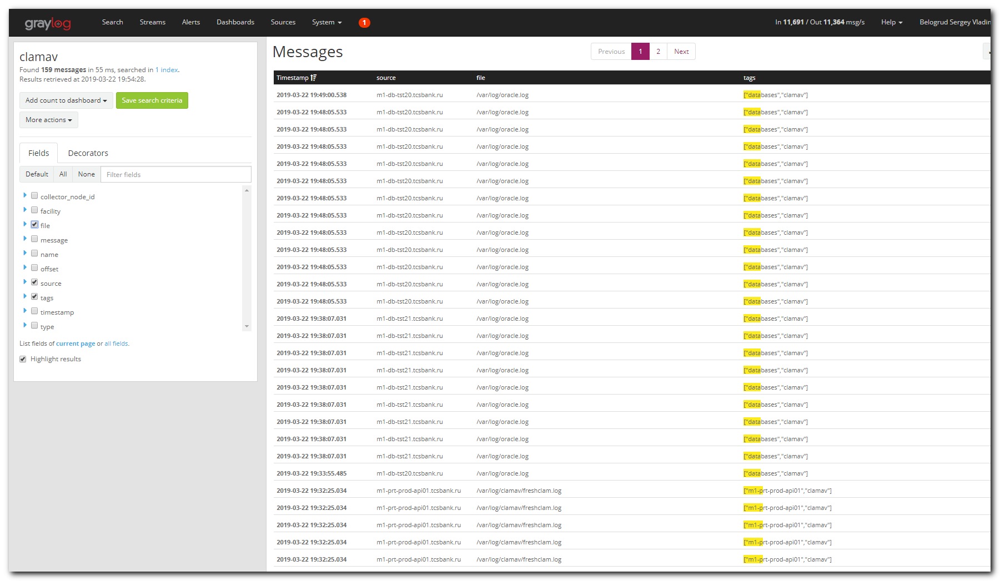 graylog Search Streams Alerts Dashboards Sources System 1 In 11,691 / Out 11,364 msg/s Help Belogrud Sergey
clamav
Found 159 messages in 55 ms, searched in 1 index.
Results retrieved at 2019-03-22 19:54:28.
Add count to dashboard Save search criteria
More actions
Fields Decorators
Default All None Filter fields
collector_node_id
facility
file
message
name
offset
source
tags
timestamp
type
List fields of current page or all fields.
Highlight results
Messages Previous 1 2 Next
Timestamp source file tags
2019-03-22 19:49:00.538 m1-db-tst20.tcsbank.ru /var/log/oracle.log ["databases","clamav"]
2019-03-22 19:48:05.533 m1-db-tst20.tcsbank.ru /var/log/oracle.log ["databases","clamav"]
2019-03-22 19:48:05.533 m1-db-tst20.tcsbank.ru /var/log/oracle.log ["databases","clamav"]
2019-03-22 19:48:05.533 m1-db-tst20.tcsbank.ru /var/log/oracle.log ["databases","clamav"]
2019-03-22 19:48:05.533 m1-db-tst20.tcsbank.ru /var/log/oracle.log ["databases","clamav"]
2019-03-22 19:48:05.533 m1-db-tst20.tcsbank.ru /var/log/oracle.log ["databases","clamav"]
2019-03-22 19:48:05.533 m1-db-tst20.tcsbank.ru /var/log/oracle.log ["databases","clamav"]
2019-03-22 19:48:05.533 m1-db-tst20.tcsbank.ru /var/log/oracle.log ["databases","clamav"]
2019-03-22 19:48:05.533 m1-db-tst20.tcsbank.ru /var/log/oracle.log ["databases","clamav"]
2019-03-22 19:48:05.533 m1-db-tst20.tcsbank.ru /var/log/oracle.log ["databases","clamav"]
2019-03-22 19:48:05.533 m1-db-tst20.tcsbank.ru /var/log/oracle.log ["databases","clamav"]
2019-03-22 19:48:05.533 m1-db-tst20.tcsbank.ru /var/log/oracle.log ["databases","clamav"]
2019-03-22 19:48:05.533 m1-db-tst20.tcsbank.ru /var/log/oracle.log ["databases","clamav"]
2019-03-22 19:38:07.031 m1-db-tst21.tcsbank.ru /var/log/oracle.log ["databases","clamav"]
2019-03-22 19:38:07.031 m1-db-tst21.tcsbank.ru /var/log/oracle.log ["databases","clamav"]
2019-03-22 19:38:07.031 m1-db-tst21.tcsbank.ru /var/log/oracle.log ["databases","clamav"]
2019-03-22 19:38:07.031 m1-db-tst21.tcsbank.ru /var/log/oracle.log ["databases","clamav"]
2019-03-22 19:38:07.031 m1-db-tst21.tcsbank.ru /var/log/oracle.log ["databases","clamav"]
2019-03-22 19:38:07.031 m1-db-tst21.tcsbank.ru /var/log/oracle.log ["databases","clamav"]
2019-03-22 19:38:07.031 m1-db-tst21.tcsbank.ru /var/log/oracle.log ["databases","clamav"]
2019-03-22 19:38:07.031 m1-db-tst21.tcsbank.ru /var/log/oracle.log ["databases","clamav"]
2019-03-22 19:38:07.031 m1-db-tst21.tcsbank.ru /var/log/oracle.log ["databases","clamav"]
2019-03-22 19:33:55.485 m1-db-tst20.tcsbank.ru /var/log/oracle.log ["databases","clamav"]
2019-03-22 19:32:25.034 m1-prt-prod-api01.tcsbank.ru /var/log/clamav/freshclam.log ["m1-prt-prod-api01","clamav"]
2019-03-22 19:32:25.034 m1-prt-prod-api01.tcsbank.ru /var/log/clamav/freshclam.log ["m1-prt-prod-api01","clamav"]
2019-03-22 19:32:25.034 m1-prt-prod-api01.tcsbank.ru /var/log/clamav/freshclam.log ["m1-prt-prod-api01","clamav"]
2019-03-22 19:32:25.034 m1-prt-prod-api01.tcsbank.ru /var/log/clamav/freshclam.log ["m1-prt-prod-api01","clamav"]
2019-03-22 19:32:25.034 m1-prt-prod-api01.tcsbank.ru /var/log/clamav/freshclam.log ["m1-prt-prod-api01","clamav"]